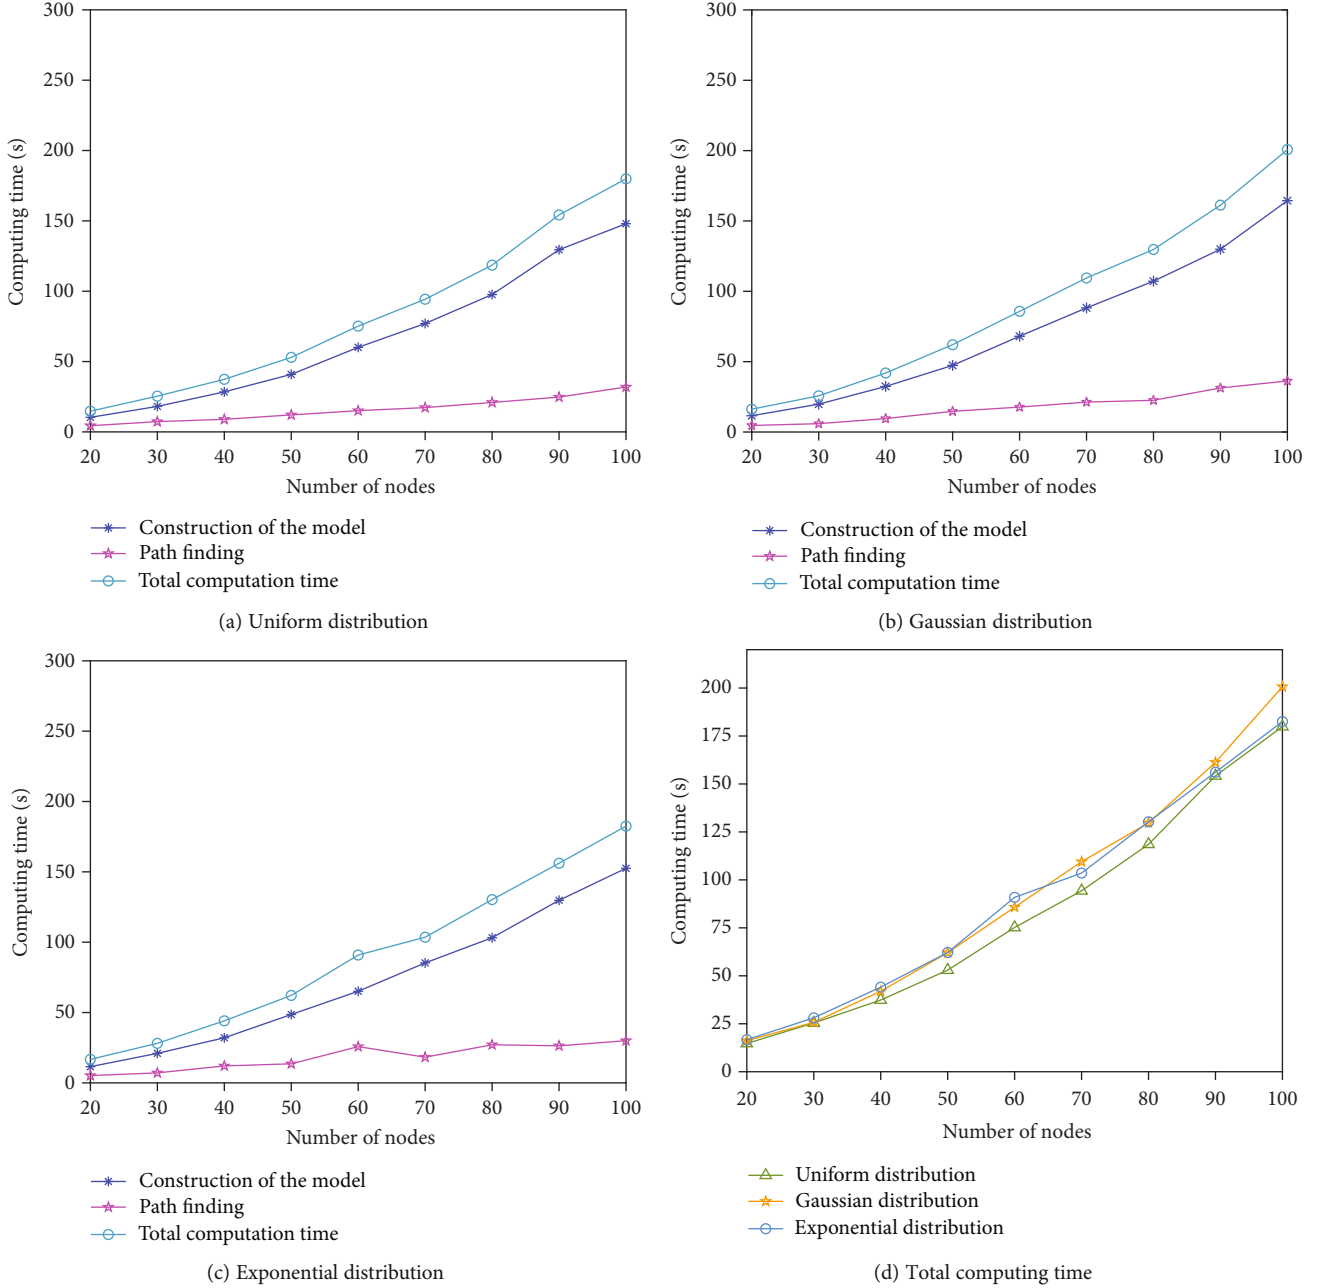 300
250
200
150
100
50
0
Computing time (s)
20 30 40 50 60 70 80 90 100
Number of nodes
Construction of the model
Path finding
Total computation time
(a) Uniform distribution
300
250
200
150
100
50
0
Computing time (s)
20 30 40 50 60 70 80 90 100
Number of nodes
Construction of the model
Path finding
Total computation time
(b) Gaussian distribution
300
250
200
150
100
50
0
Computing time (s)
20 30 40 50 60 70 80 90 100
Number of nodes
Construction of the model
Path finding
Total computation time
(c) Exponential distribution
200
175
150
125
100
75
50
25
0
Computing time (s)
20 30 40 50 60 70 80 90 100
Number of nodes
Uniform distribution
Gaussian distribution
Exponential distribution
(d) Total computing time